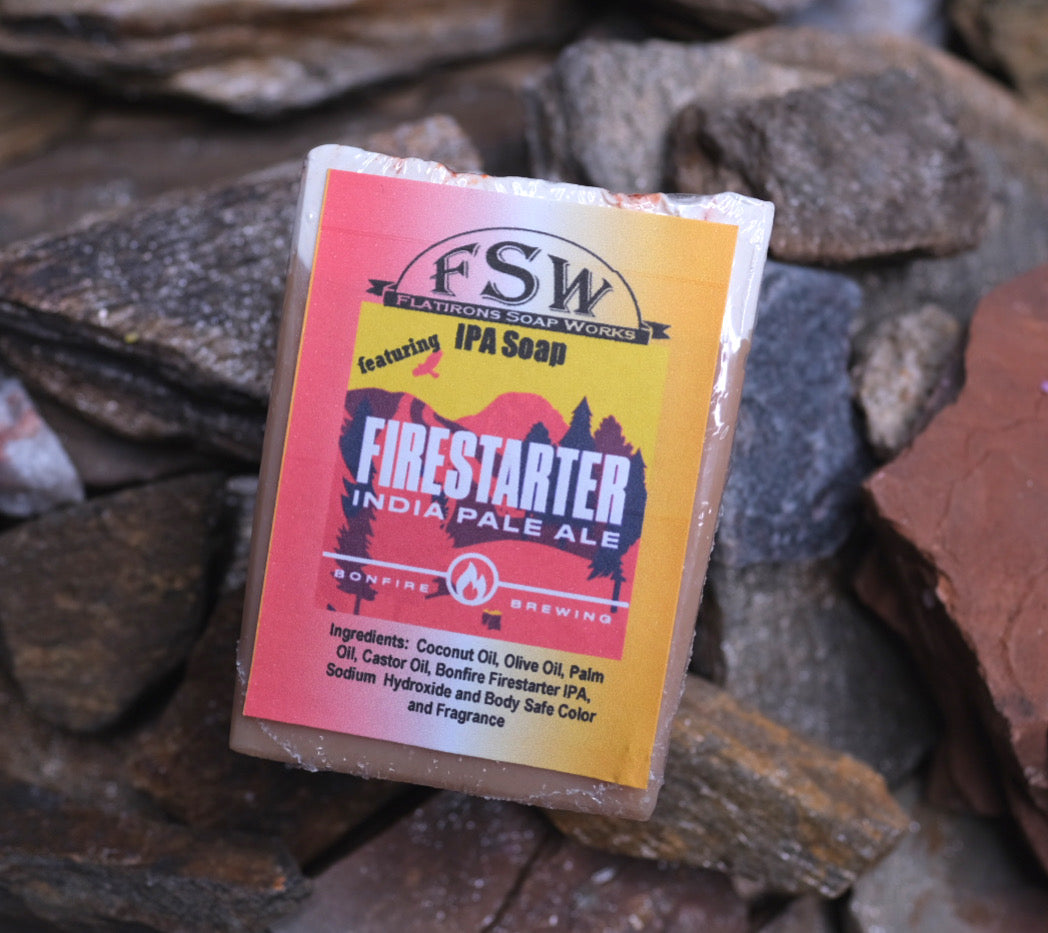 FSW
FLATIRONS SOAP WORKS
featuring IPA Soap
FIRESTARTER
INDIA PALE ALE
BONFIRE BREWING
Ingredients: Coconut Oil, Olive Oil, Palm
Oil, Castor Oil, Bonfire Firestarter IPA,
Sodium Hydroxide and Body Safe Color
and Fragrance